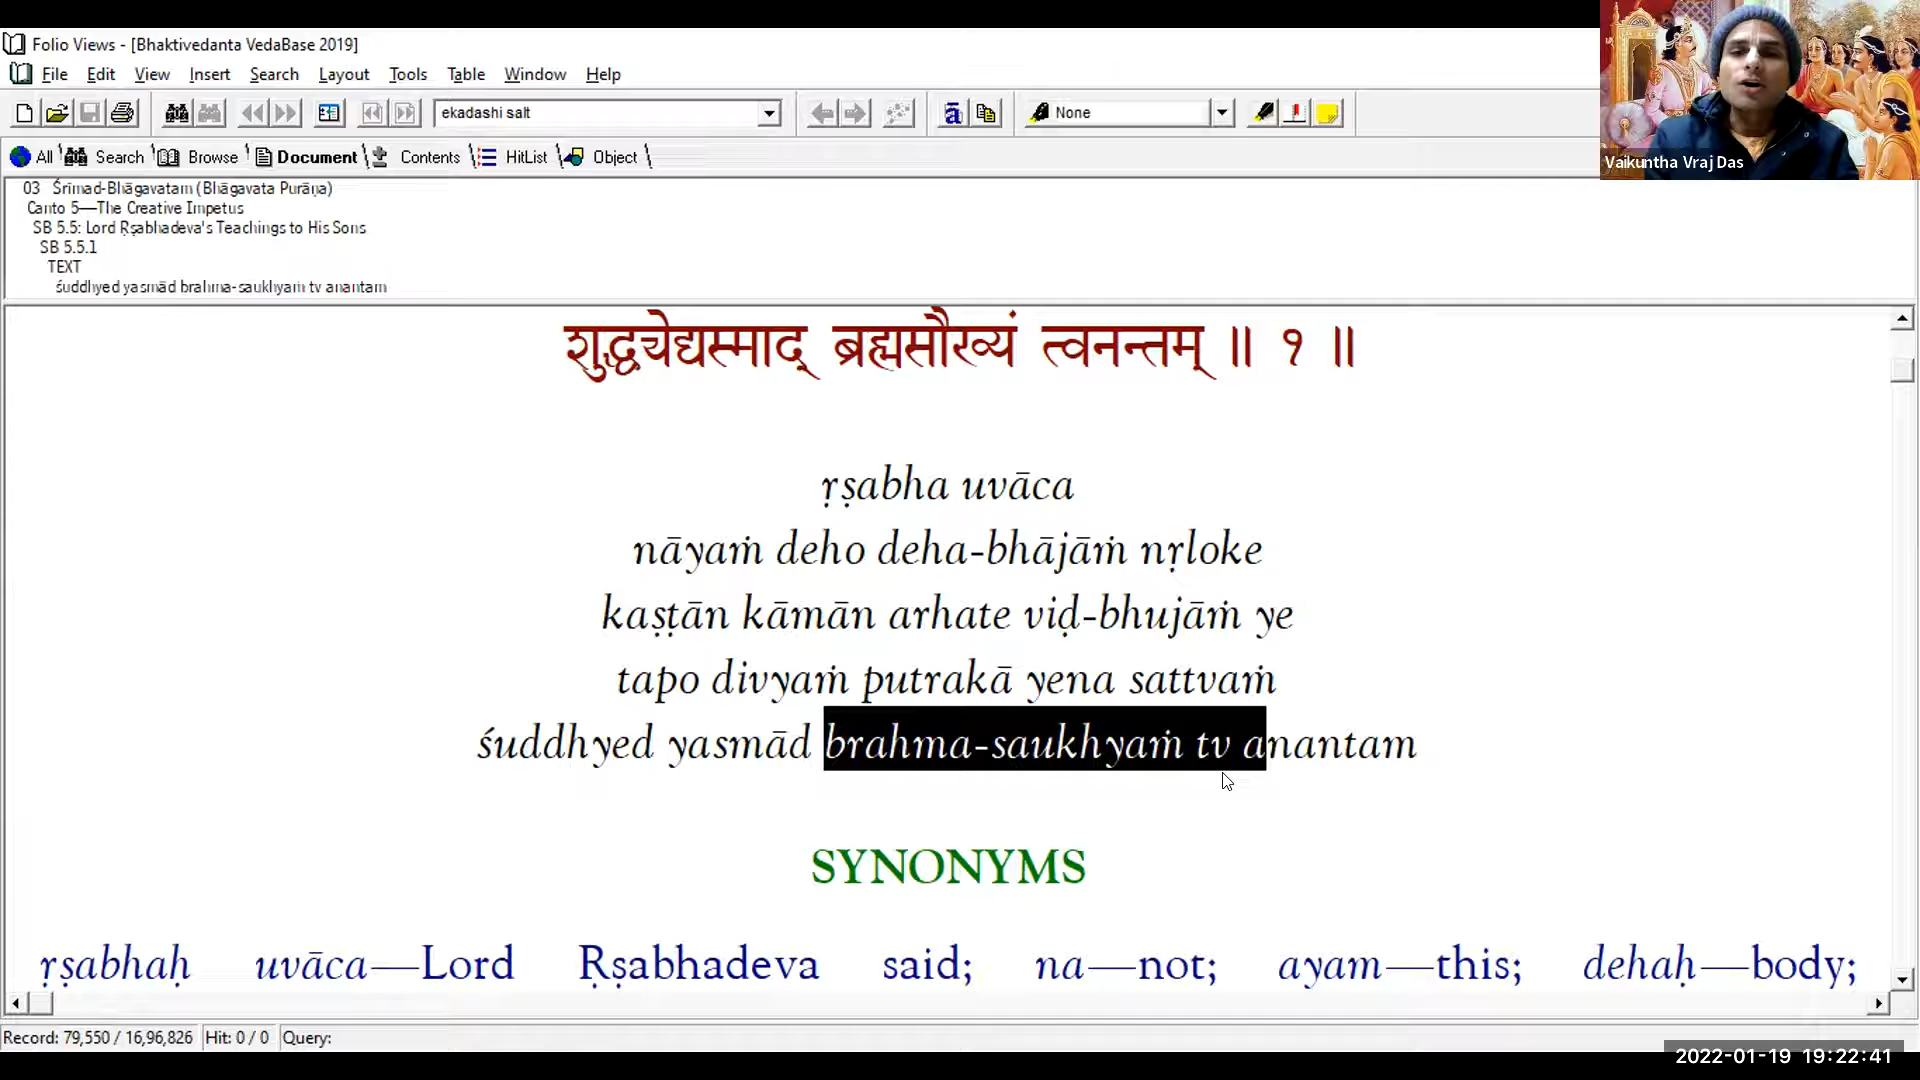 Folio Views - [Bhaktivedanta VedaBase 2019]
File Edit View Insert Search Layout Tools Table Window Help
ekadashi salt
None
All Search Browse Document Contents HitList Object
Vaikuntha Vraj Das
03 Śrīmad-Bhāgavatam (Bhāgavata Purāṇa)
Canto 5—The Creative Impetus
SB 5.5: Lord Ṛṣabhadeva's Teachings to His Sons
SB 5.5.1
TEXT
śuddhyed yasmād brahma-saukhyaṁ tv anantam
शुद्धचेद्यस्माद् ब्रह्मसौख्यं त्वनन्तम् ॥ १ ॥
ṛṣabha uvāca
nāyaṁ deho deha-bhājāṁ nṛloke
kaṣṭān kāmān arhate viḍ-bhujāṁ ye
tapo divyaṁ putrakā yena sattvaṁ
śuddhyed yasmād brahma-saukhyaṁ tv anantam
SYNONYMS
ṛṣabhaḥ uvāca—Lord Ṛṣabhadeva said; na—not; ayam—this; dehaḥ—body;
Record: 79,550 / 16,96,826 Hit: 0 / 0 Query:
2022-01-19 19:22:41